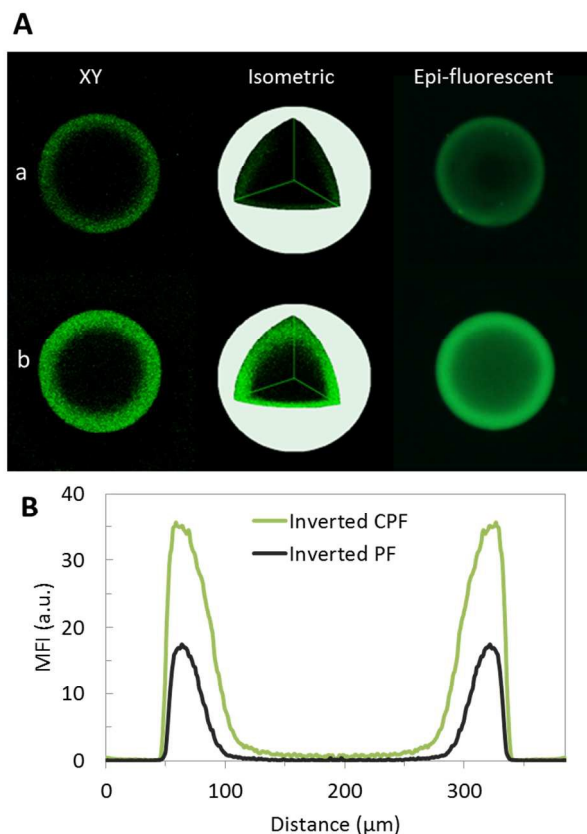 A
XY Isometric Epi-fluorescent
a
b
B
40
30
20
10
0
MFI (a.u.)
Inverted CPF
Inverted PF
0 100 200 300
Distance (µm)